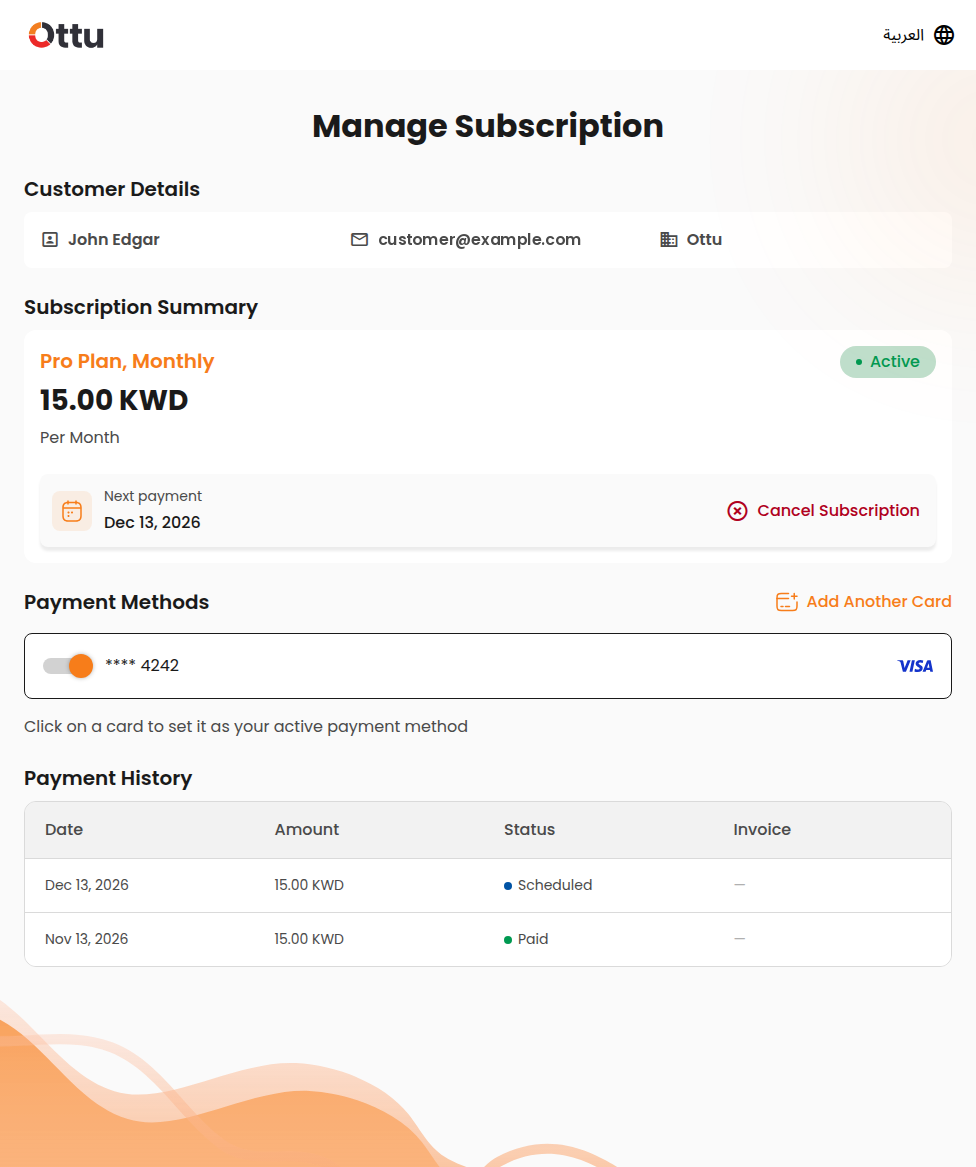 Ottu
العربية
Manage Subscription
Customer Details
John Edgar
customer@example.com
Ottu
Subscription Summary
Pro Plan, Monthly
Active
15.00 KWD
Per Month
Next payment
Dec 13, 2026
Cancel Subscription
Payment Methods
Add Another Card
**** 4242
VISA
Click on a card to set it as your active payment method
Payment History
Date Amount Status Invoice
Dec 13, 2026 15.00 KWD Scheduled —
Nov 13, 2026 15.00 KWD Paid —